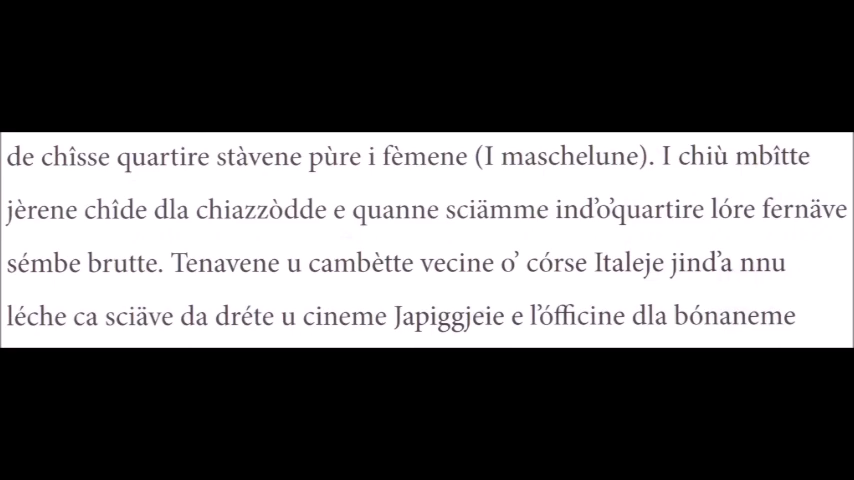 de chîsse quartire stàvene pùre i fèmene (I maschelune). I chiù mbîtte
jèrene chîde dla chiazzòdde e quanne sciämme ind’o’quartire lóre fernäve
sémbe brutte. Tenavene u cambètte vecine o’ córse Italeje jind’a nnu
léche ca sciäve da dréte u cineme Japiggjeie e l’ófficine dla bónaneme